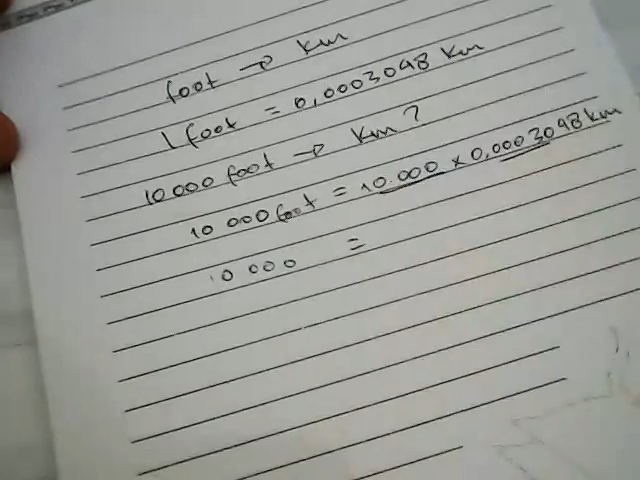 foot → km
1 foot = 0,0003048 km
10 000 foot → km?
10 000 foot = 10.000 x 0,0003048 km
10 000 =